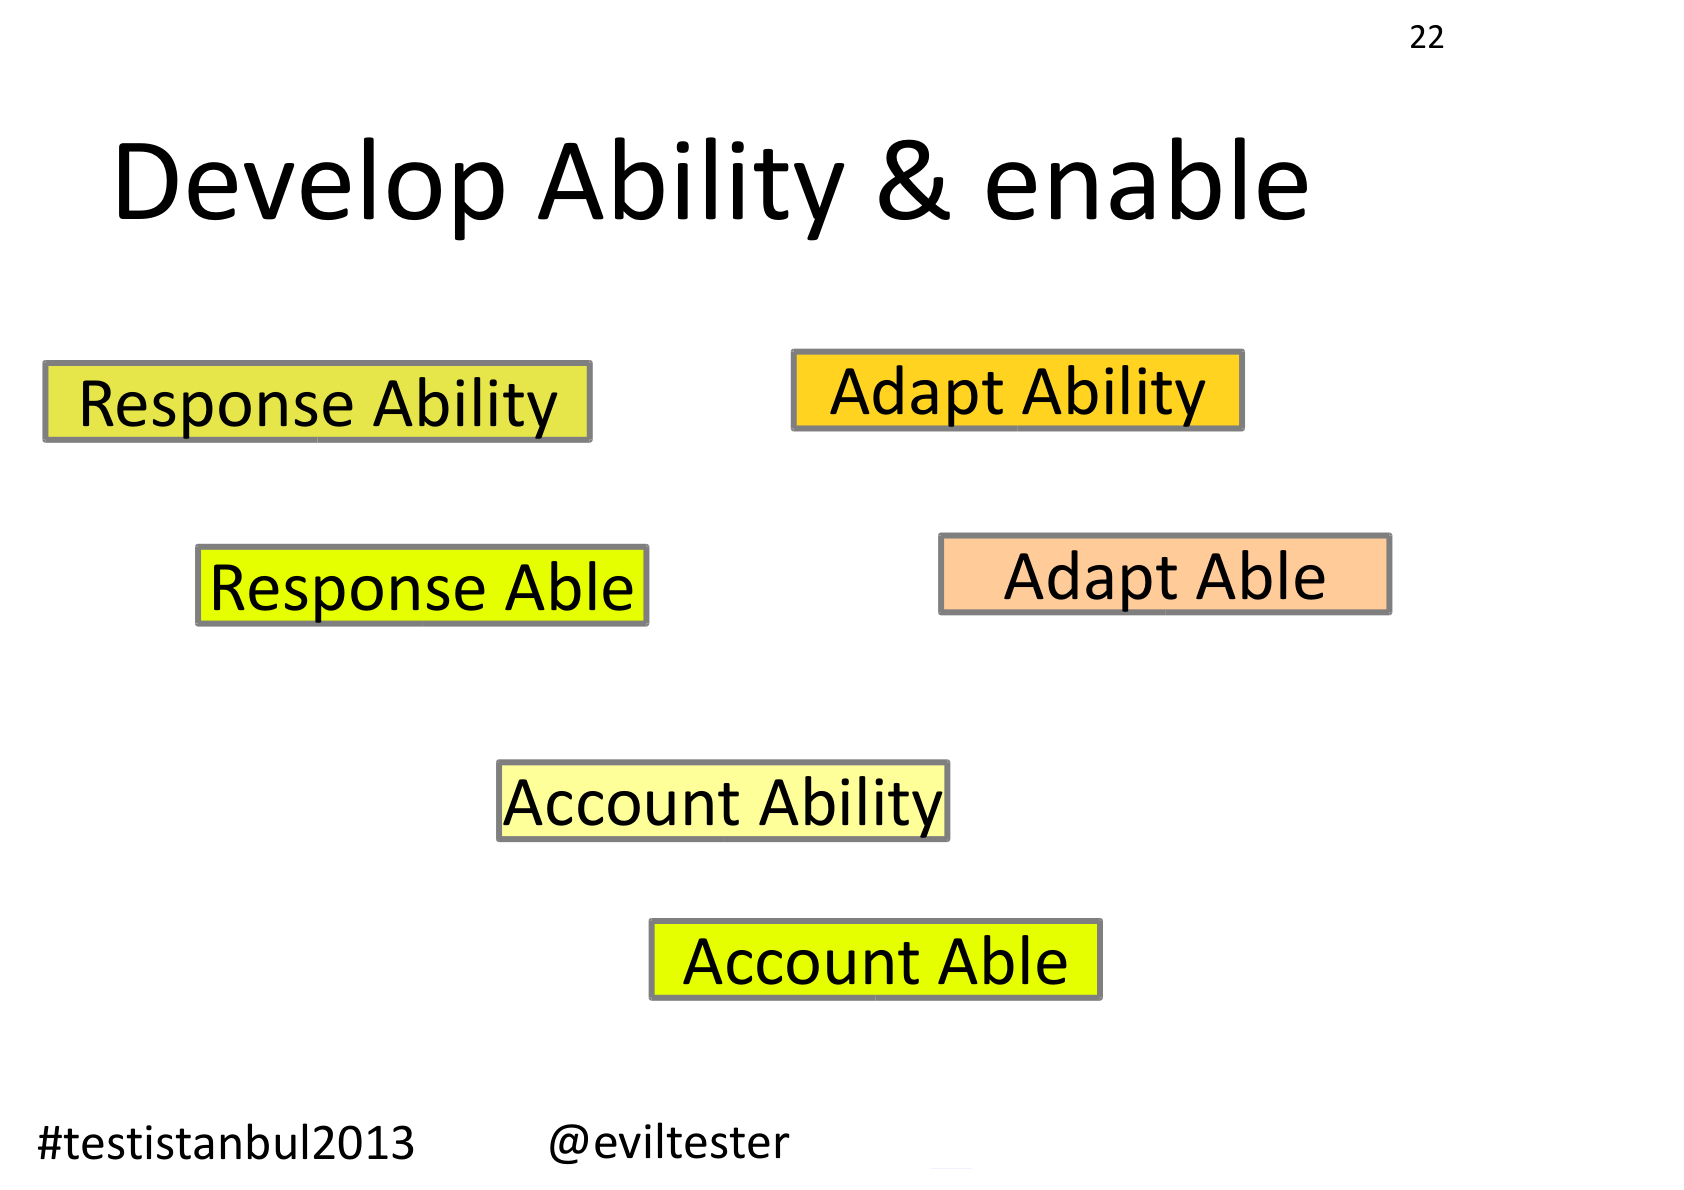 22
Develop Ability & enable
Response Ability
Adapt Ability
Response Able
Adapt Able
Account Ability
Account Able
#testistanbul2013
@eviltester